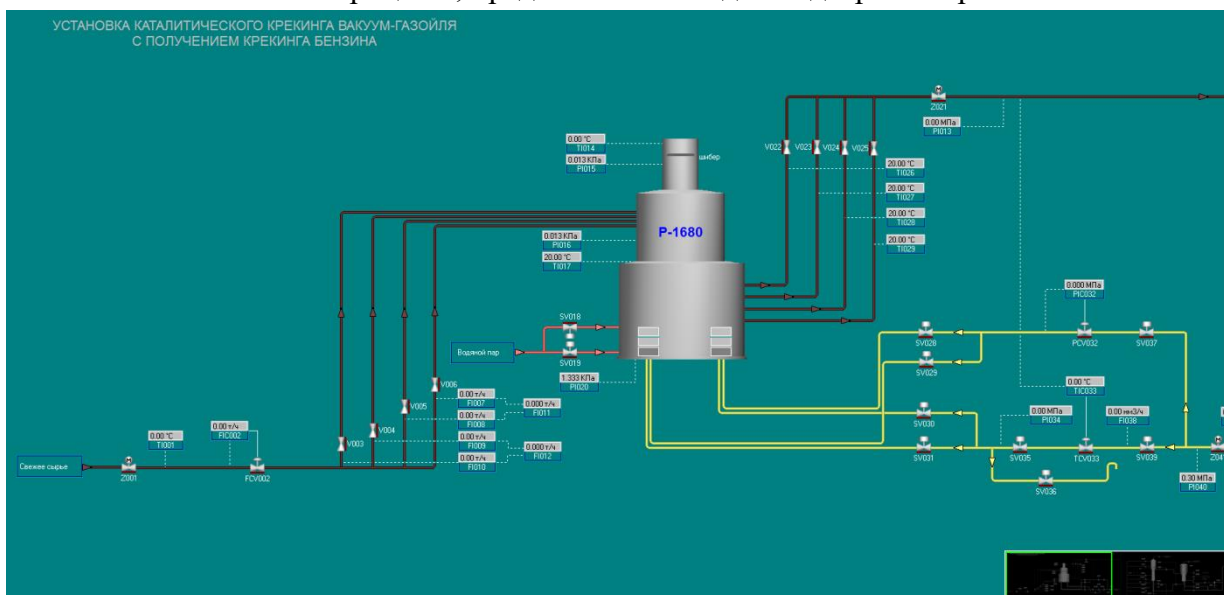 УСТАНОВКА КАТАЛИТИЧЕСКОГО КРЕКИНГА ВАКУУМ-ГАЗОЙЛЯ
С ПОЛУЧЕНИЕМ КРЕКИНГА БЕНЗИНА
Z021
0.00 МПа
PI013
0.00 °C
TI014
0.013 КПа
PI015
шибер
V022
V023
V024
V025
20.00 °C
TI026
20.00 °C
TI027
20.00 °C
TI028
20.00 °C
TI029
P-1680
0.013 КПа
PI016
20.00 °C
TI017
0.000 МПа
PIC032
SV018
Водяной пар
SV019
SV028
PCV032
SV037
SV029
1.333 КПа
PI020
0.00 °C
TIC033
V006
0.00 т/ч
FI007
0.000 т/ч
FI011
V005
0.00 т/ч
FI008
SV030
0.00 МПа
PI034
0.00 нм3/ч
FI038
V004
0.00 т/ч
FIC002
0.00 °C
TI001
V003
0.00 т/ч
FI009
0.000 т/ч
FI012
0.00 т/ч
FI010
SV031
SV035
TCV033
SV039
Свежее сырье
Z001
FCV002
SV036
0.30 МПа
PI040